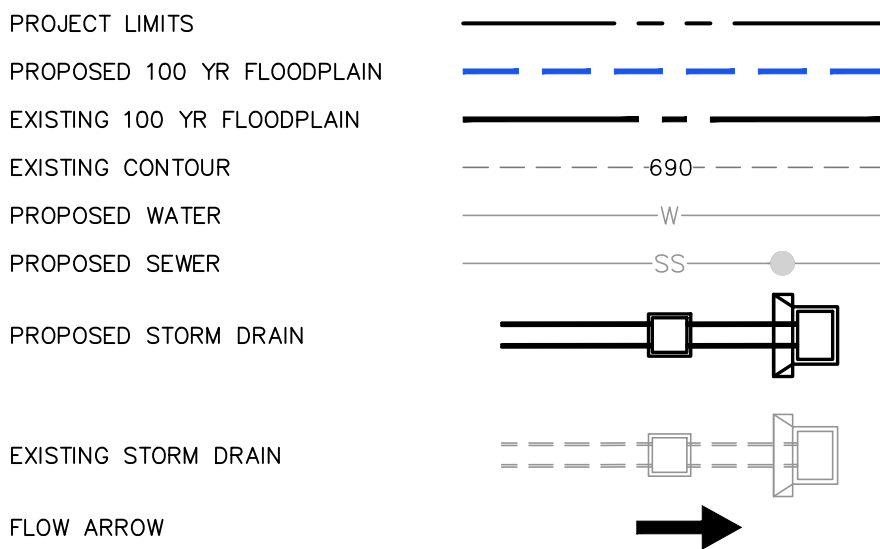 PROJECT LIMITS
PROPOSED 100 YR FLOODPLAIN
EXISTING 100 YR FLOODPLAIN
EXISTING CONTOUR 690
PROPOSED WATER W
PROPOSED SEWER SS
PROPOSED STORM DRAIN
EXISTING STORM DRAIN
FLOW ARROW